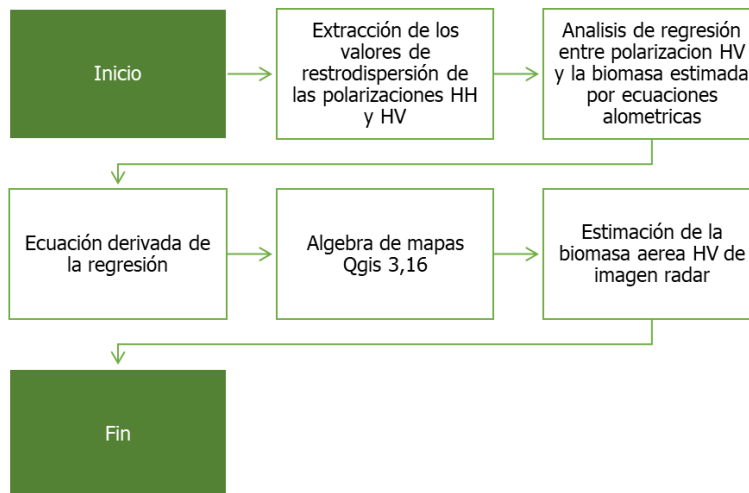 Inicio
Extracción de los
valores de
restrodispersión de
las polarizaciones HH
y HV
Analisis de regresión
entre polarizacion HV
y la biomasa estimada
por ecuaciones
alometricas
Ecuación derivada de
la regresión
Algebra de mapas
Qgis 3,16
Estimación de la
biomasa aerea HV de
imagen radar
Fin